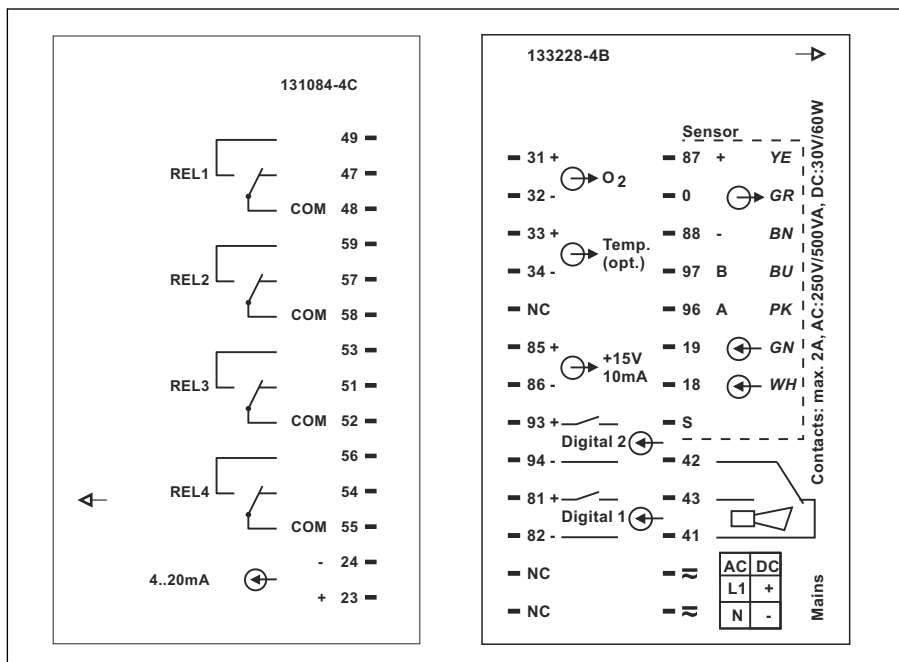 131084-4C
49
REL1 47
COM 48
59
REL2 57
COM 58
53
REL3 51
COM 52
56
REL4 54
COM 55
- 24
4..20mA
+ 23
133228-4B
Sensor
31 + 87 + YE
O2
32 - 0 GR
33 + 88 - BN
Temp.
(opt.)
34 - 97 B BU
NC 96 A PK
85 + 19 GN
+15V
10mA
86 - 18 WH
93 + S
Digital 2
94 - 42
81 + 43
Digital 1
82 - 41
NC AC DC
L1 +
NC N -
Contacts: max. 2A, AC:250V/500VA, DC:30V/60W
Mains